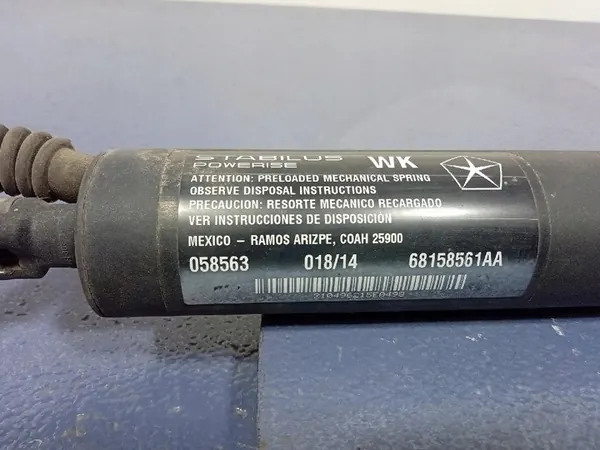 STABILUS WK
POWERISE
ATTENTION: PRELOADED MECHANICAL SPRING
OBSERVE DISPOSAL INSTRUCTIONS
PRECAUCION: RESORTE MECANICO RECARGADO
VER INSTRUCCIONES DE DISPOSICIÓN
MEXICO – RAMOS ARIZPE, COAH 25900
058563 018/14 68158561AA